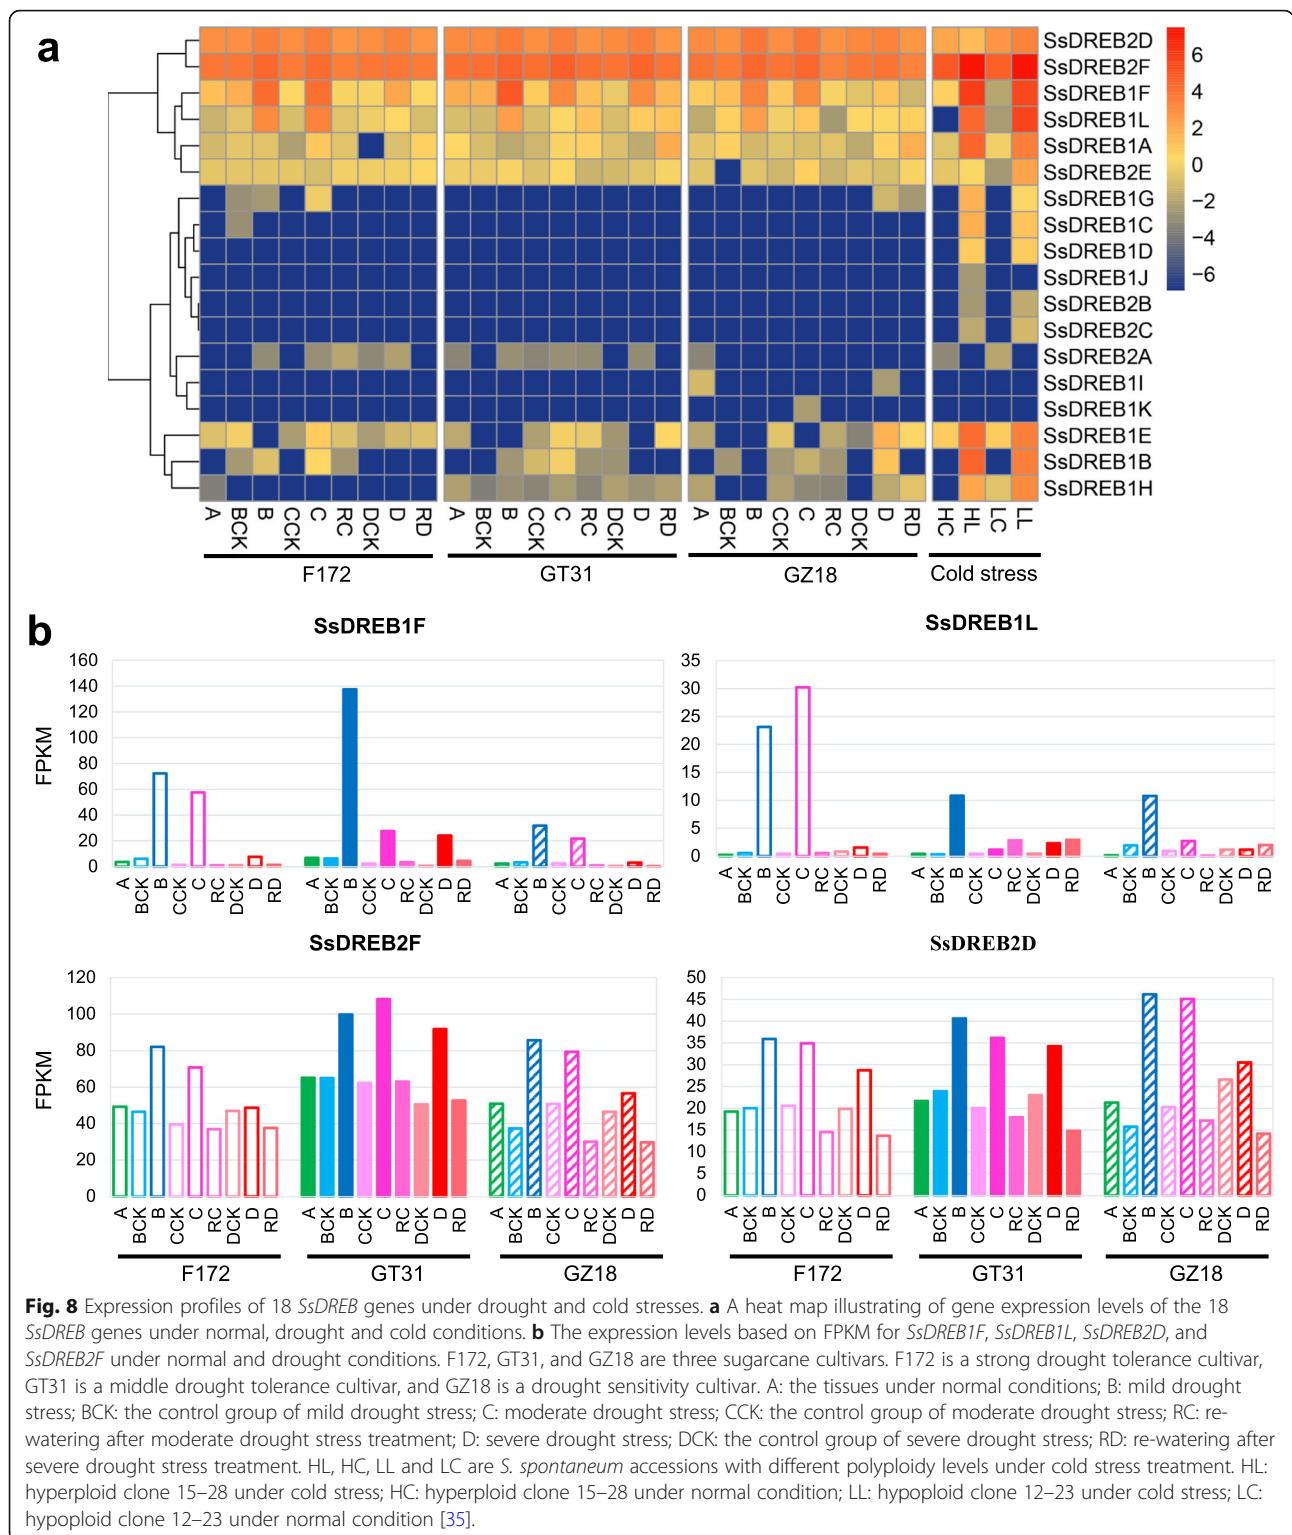 a
SsDREB2D
SsDREB2F
SsDREB1F
SsDREB1L
SsDREB1A
SsDREB2E
SsDREB1G
SsDREB1C
SsDREB1D
SsDREB1J
SsDREB2B
SsDREB2C
SsDREB2A
SsDREB1I
SsDREB1K
SsDREB1E
SsDREB1B
SsDREB1H
6
4
2
0
−2
−4
−6
A BCK B CCK C RC DCK D RD A BCK B CCK C RC DCK D RD A BCK B CCK C RC DCK D RD HC HL LC LL
F172 GT31 GZ18 Cold stress
b
SsDREB1F
FPKM
160
140
120
100
80
60
40
20
0
A BCK B CCK C RC DCK D RD A BCK B CCK C RC DCK D RD A BCK B CCK C RC DCK D RD
SsDREB1L
35
30
25
20
15
10
5
0
A BCK B CCK C RC DCK D RD A BCK B CCK C RC DCK D RD A BCK B CCK C RC DCK D RD
SsDREB2F
FPKM
120
100
80
60
40
20
0
A BCK B CCK C RC DCK D RD A BCK B CCK C RC DCK D RD A BCK B CCK C RC DCK D RD
F172 GT31 GZ18
SsDREB2D
50
45
40
35
30
25
20
15
10
5
0
A BCK B CCK C RC DCK D RD A BCK B CCK C RC DCK D RD A BCK B CCK C RC DCK D RD
F172 GT31 GZ18
Fig. 8 Expression profiles of 18 SsDREB genes under drought and cold stresses. a A heat map illustrating of gene expression levels of the 18
SsDREB genes under normal, drought and cold conditions. b The expression levels based on FPKM for SsDREB1F, SsDREB1L, SsDREB2D, and
SsDREB2F under normal and drought conditions. F172, GT31, and GZ18 are three sugarcane cultivars. F172 is a strong drought tolerance cultivar,
GT31 is a middle drought tolerance cultivar, and GZ18 is a drought sensitivity cultivar. A: the tissues under normal conditions; B: mild drought
stress; BCK: the control group of mild drought stress; C: moderate drought stress; CCK: the control group of moderate drought stress; RC: re-
watering after moderate drought stress treatment; D: severe drought stress; DCK: the control group of severe drought stress; RD: re-watering after
severe drought stress treatment. HL, HC, LL and LC are S. spontaneum accessions with different polyploidy levels under cold stress treatment. HL:
hyperploid clone 15–28 under cold stress; HC: hyperploid clone 15–28 under normal condition; LL: hypoploid clone 12–23 under cold stress; LC:
hypoploid clone 12–23 under normal condition [35].